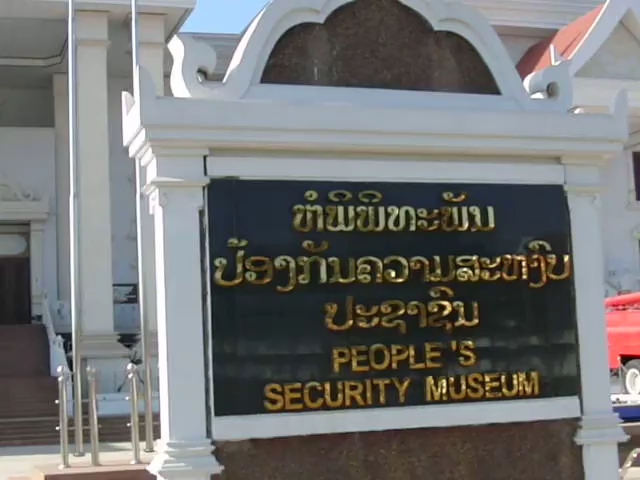 ຫໍພິພິທະພັນ
ປ້ອງກັນຄວາມສະຫງົບ
ປະຊາຊົນ
PEOPLE'S
SECURITY MUSEUM